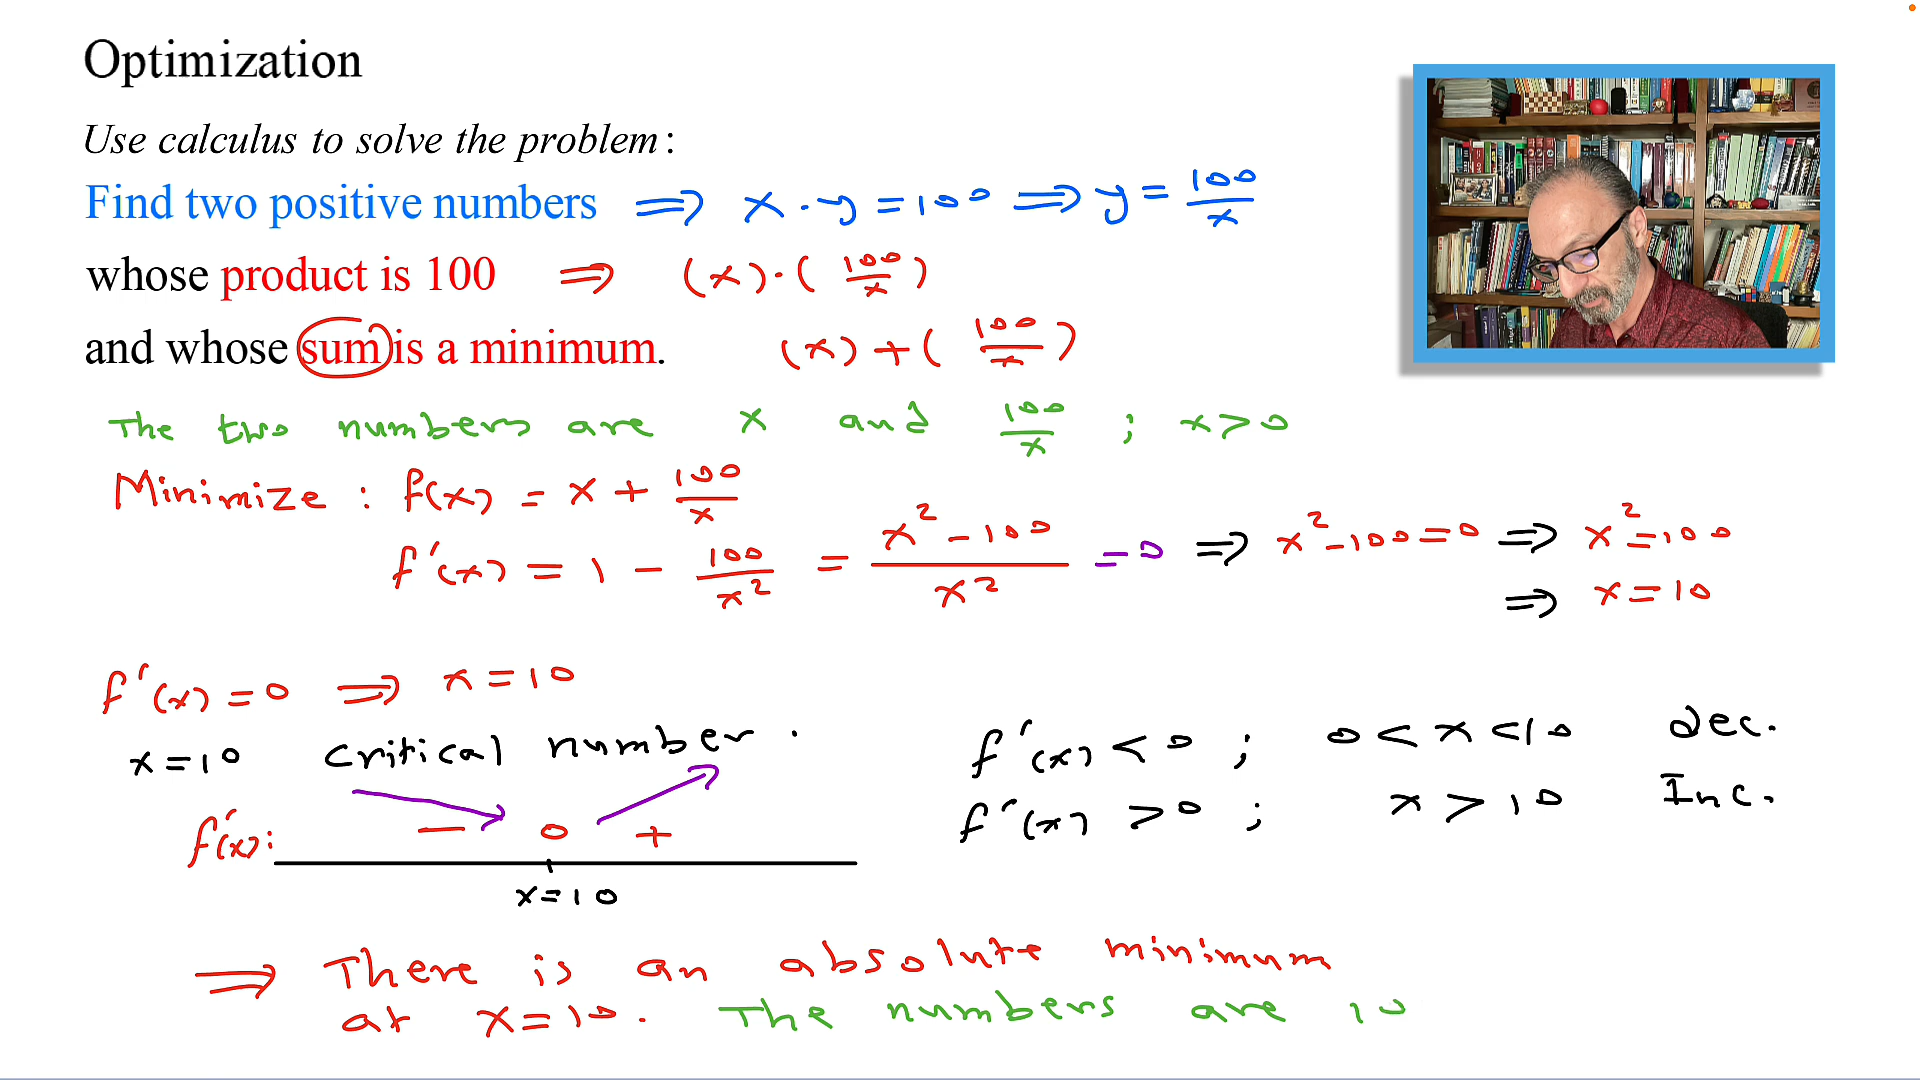 Optimization
Use calculus to solve the problem:
Find two positive numbers ⟹ x · y = 100 ⟹ y = 100/x
whose product is 100 ⟹ (x)·(100/x)
and whose sum is a minimum. (x) + (100/x)
The two numbers are x and 100/x ; x > 0
Minimize : f(x) = x + 100/x
f'(x) = 1 - 100/x² = (x² - 100)/x² = 0 ⟹ x² - 100 = 0 ⟹ x² = 100
⟹ x = 10
f'(x) = 0 ⟹ x = 10
x = 10 critical number.
f'(x) < 0 ; 0 < x < 10 dec.
f'(x) > 0 ; x > 10 Inc.
f'(x): − 0 +
x = 10
⟹ There is an absolute minimum
at x = 10. The numbers are 10